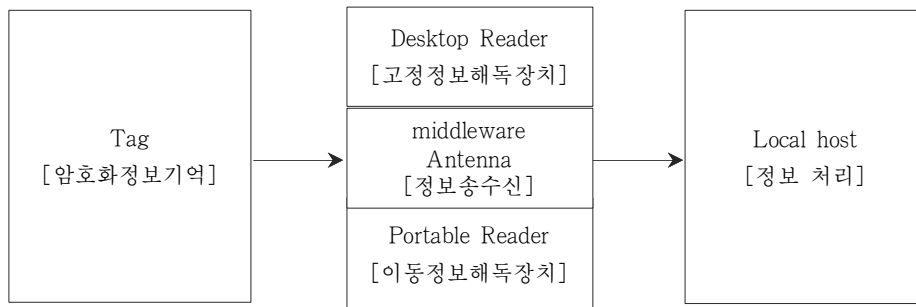 Tag
[암호화정보기억]
Desktop Reader
[고정정보해독장치]
middleware
Antenna
[정보송수신]
Portable Reader
[이동정보해독장치]
Local host
[정보 처리]